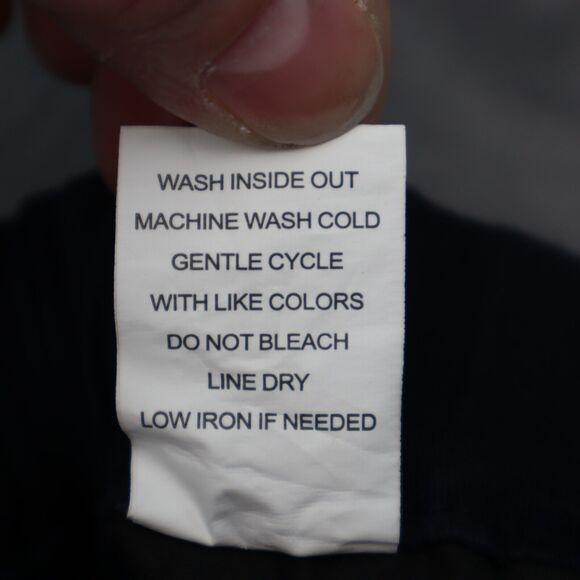 WASH INSIDE OUT
MACHINE WASH COLD
GENTLE CYCLE
WITH LIKE COLORS
DO NOT BLEACH
LINE DRY
LOW IRON IF NEEDED